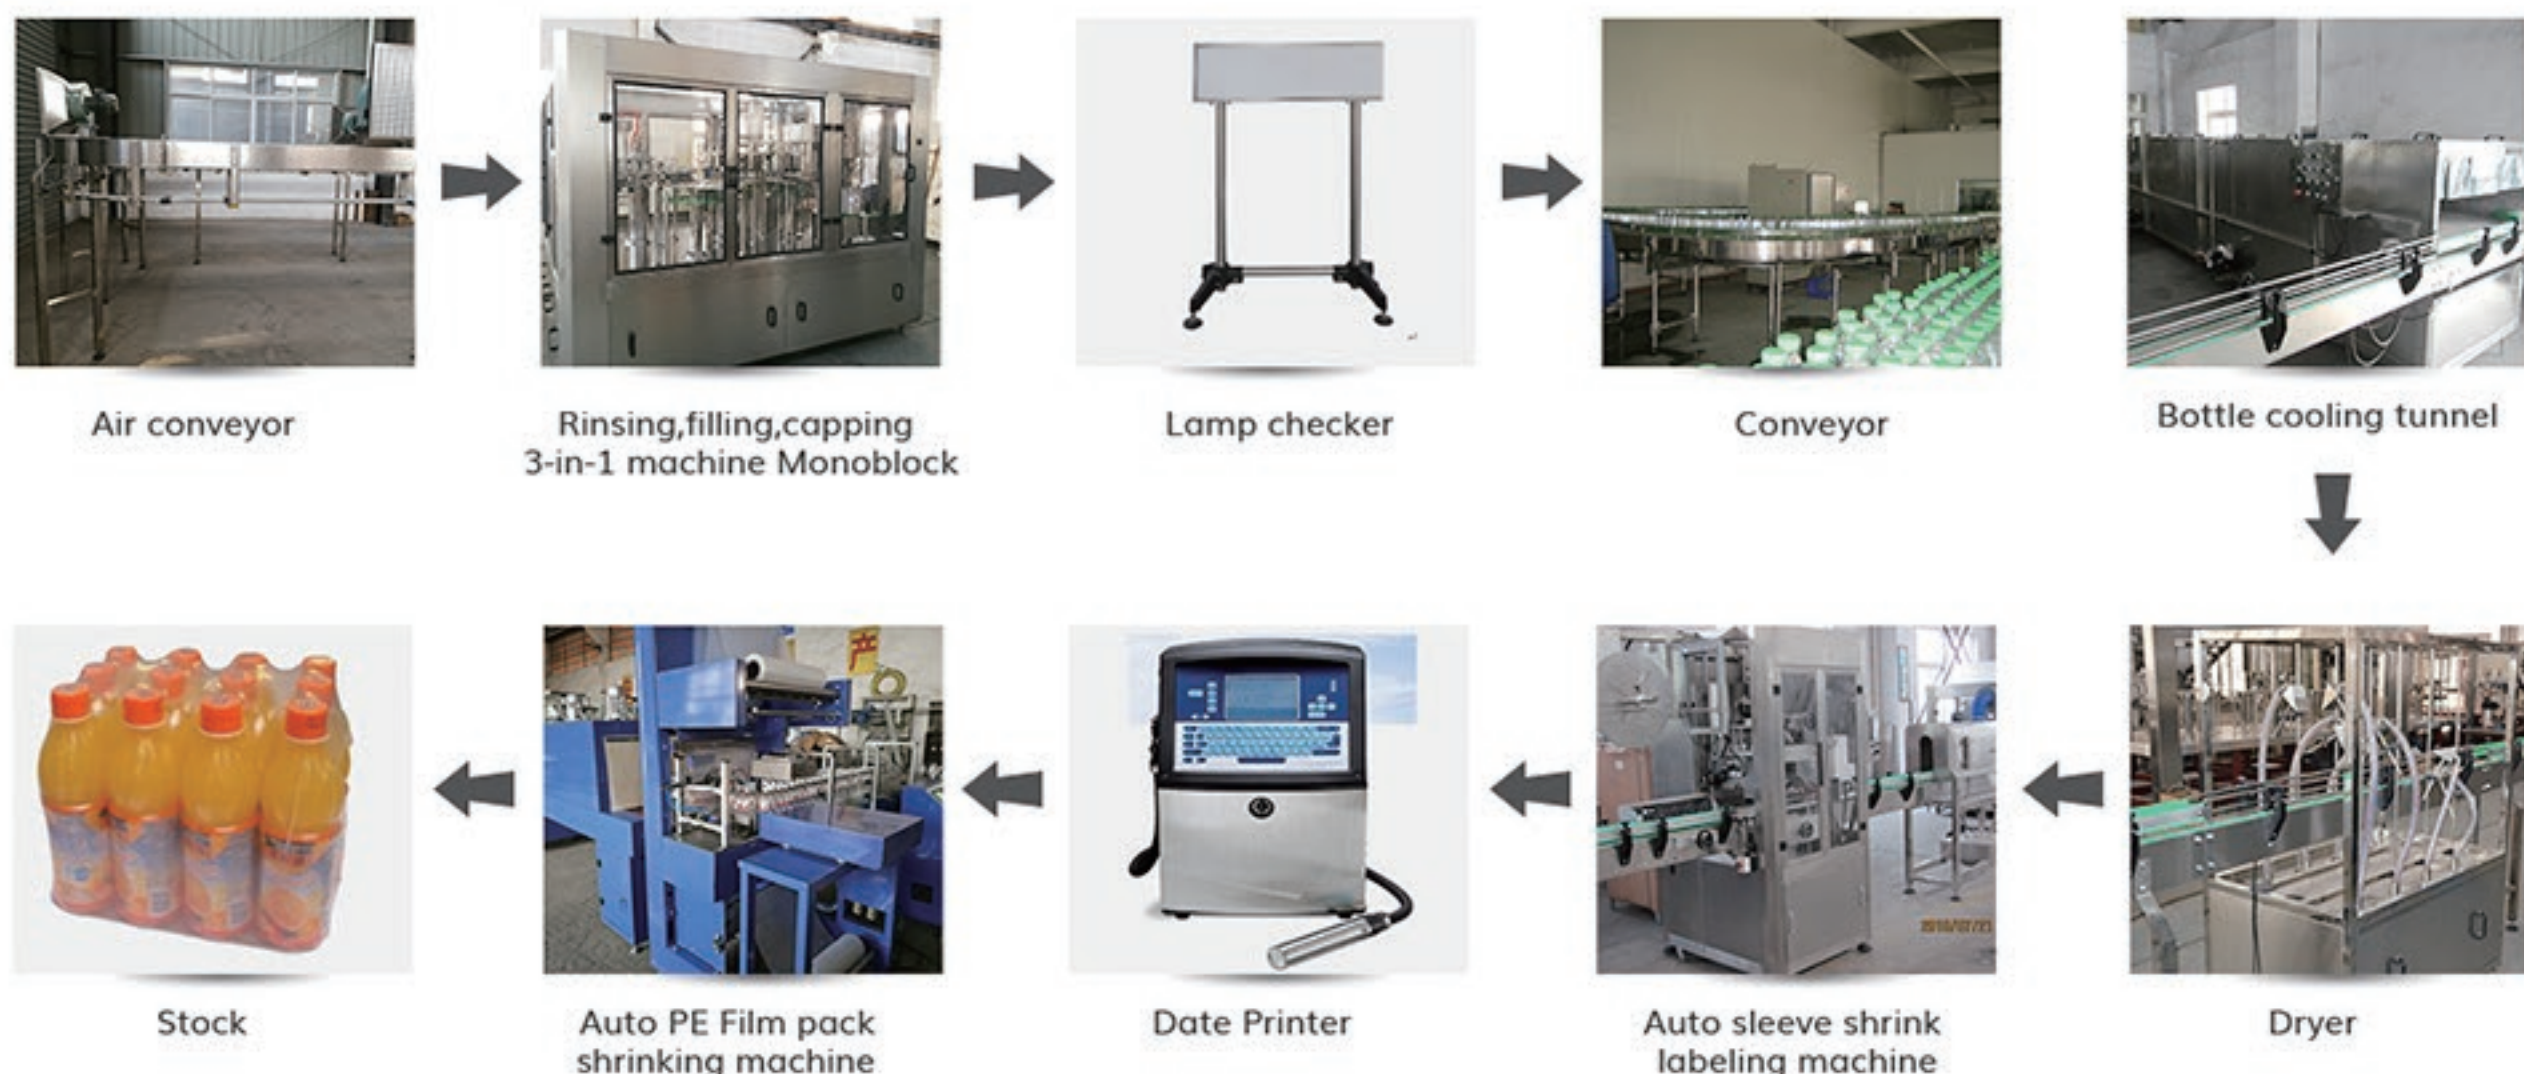 Air conveyor
Rinsing,filling,capping
3-in-1 machine Monoblock
Lamp checker
Conveyor
Bottle cooling tunnel
产
Stock
Auto PE Film pack
shrinking machine
Date Printer
Auto sleeve shrink
labeling machine
Dryer